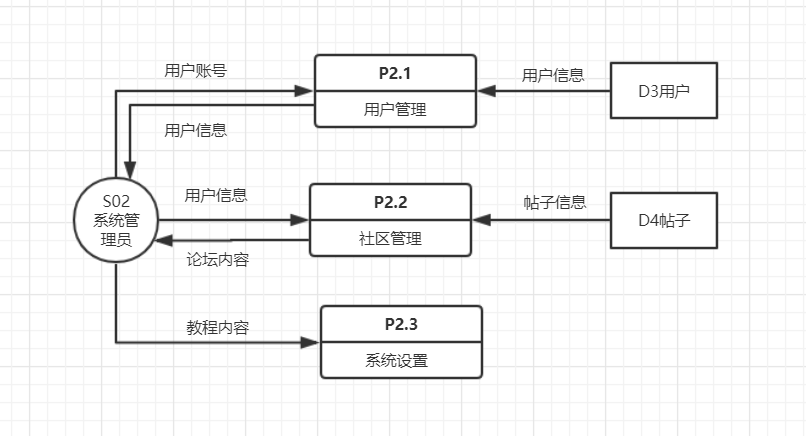 用户账号
P2.1
用户管理
用户信息
D3用户
用户信息
S02
系统管
理员
用户信息
P2.2
社区管理
帖子信息
D4帖子
论坛内容
教程内容
P2.3
系统设置